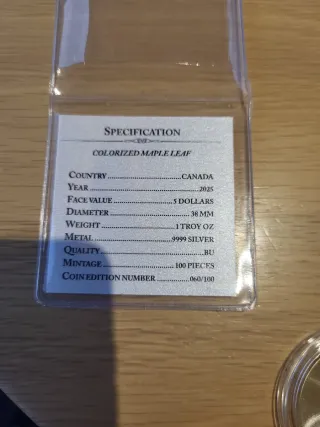 SPECIFICATION
COLORIZED MAPLE LEAF
COUNTRY..............................CANADA
YEAR..............................2025
FACE VALUE..............................5 DOLLARS
DIAMETER..............................38 MM
WEIGHT..............................1 TROY OZ
METAL..............................9999 SILVER
QUALITY..............................BU
MINTAGE..............................100 PIECES
COIN EDITION NUMBER..............060/100